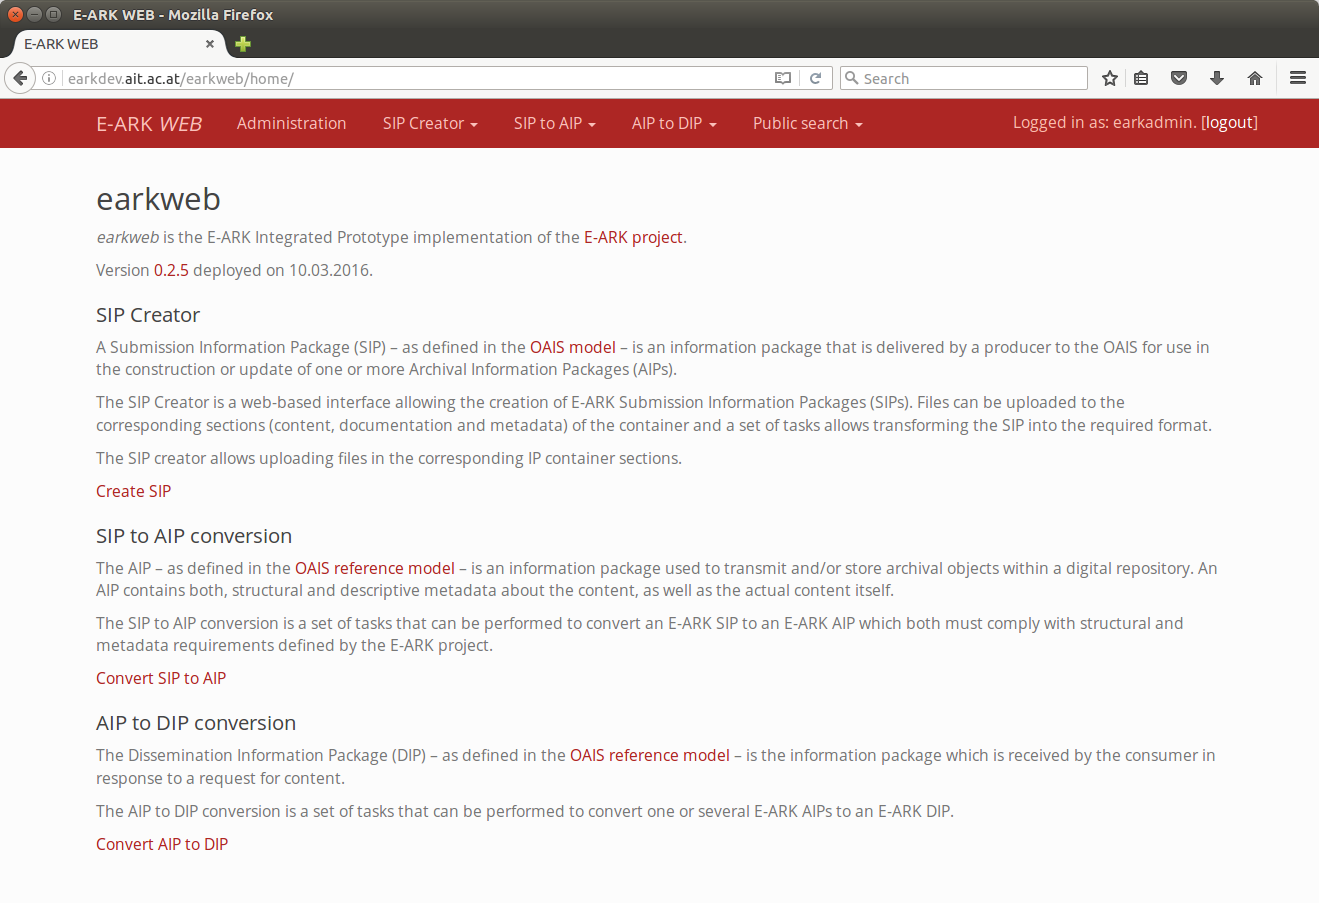 E-ARK WEB - Mozilla Firefox
E-ARK WEB
earkdev.ait.ac.at/earkweb/home/
Search
E-ARK WEB Administration SIP Creator SIP to AIP AIP to DIP Public search Logged in as: earkadmin. [logout]
earkweb
earkweb is the E-ARK Integrated Prototype implementation of the E-ARK project.
Version 0.2.5 deployed on 10.03.2016.
SIP Creator
A Submission Information Package (SIP) – as defined in the OAIS model – is an information package that is delivered by a producer to the OAIS for use in
the construction or update of one or more Archival Information Packages (AIPs).
The SIP Creator is a web-based interface allowing the creation of E-ARK Submission Information Packages (SIPs). Files can be uploaded to the
corresponding sections (content, documentation and metadata) of the container and a set of tasks allows transforming the SIP into the required format.
The SIP creator allows uploading files in the corresponding IP container sections.
Create SIP
SIP to AIP conversion
The AIP – as defined in the OAIS reference model – is an information package used to transmit and/or store archival objects within a digital repository. An
AIP contains both, structural and descriptive metadata about the content, as well as the actual content itself.
The SIP to AIP conversion is a set of tasks that can be performed to convert an E-ARK SIP to an E-ARK AIP which both must comply with structural and
metadata requirements defined by the E-ARK project.
Convert SIP to AIP
AIP to DIP conversion
The Dissemination Information Package (DIP) – as defined in the OAIS reference model – is the information package which is received by the consumer in
response to a request for content.
The AIP to DIP conversion is a set of tasks that can be performed to convert one or several E-ARK AIPs to an E-ARK DIP.
Convert AIP to DIP